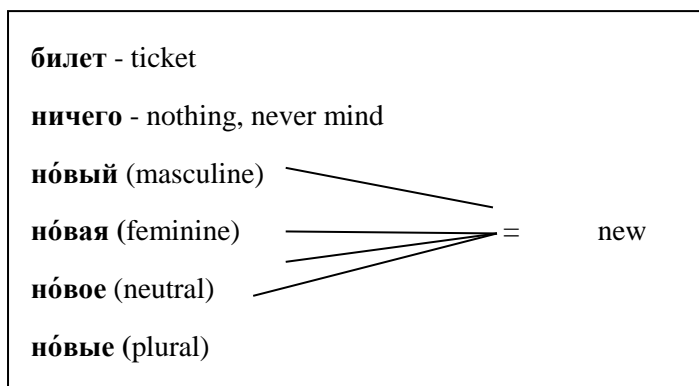 билет - ticket
ничего - nothing, never mind
но́вый (masculine)
но́вая (feminine) = new
но́вое (neutral)
но́вые (plural)